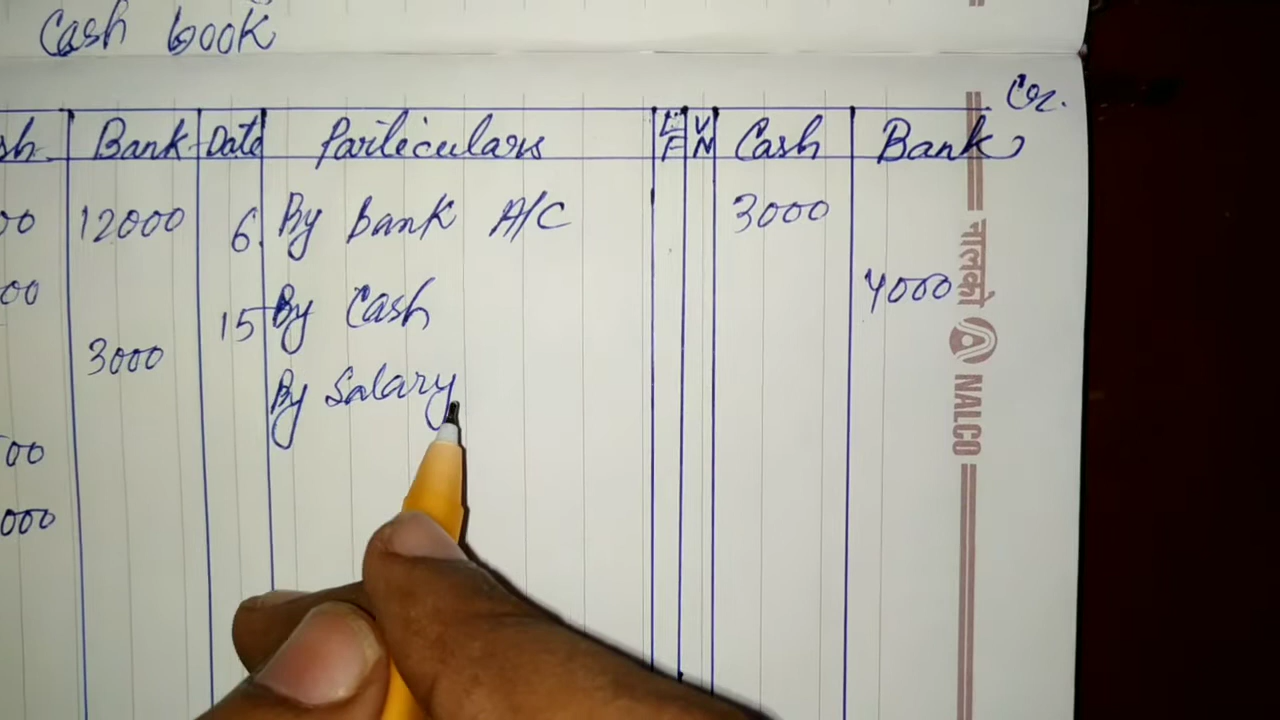 Cash book
Cr.
sh Bank Date Particulars L.F VN Cash Bank
00 12000 6 By Bank A/C 3000
00 15 By Cash 4000
3000
By Salary
00
000
नालको
NALCO